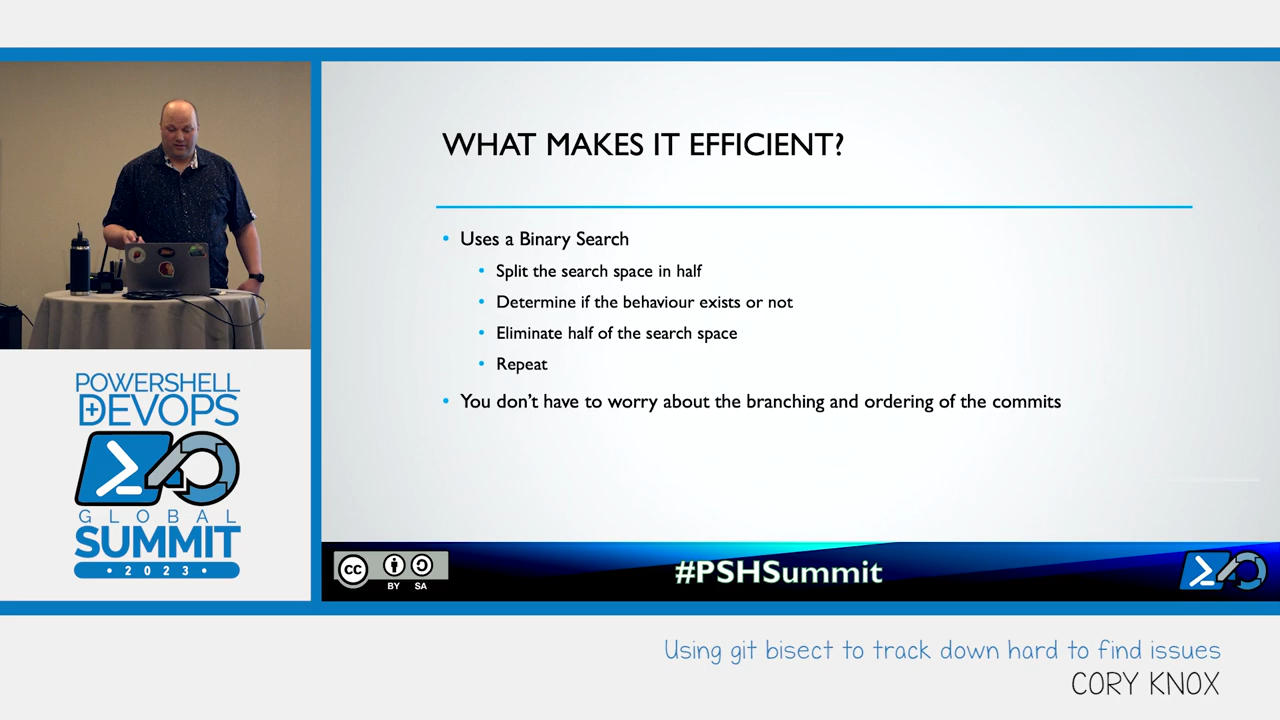 WHAT MAKES IT EFFICIENT?
Uses a Binary Search
Split the search space in half
Determine if the behaviour exists or not
Eliminate half of the search space
Repeat
You don't have to worry about the branching and ordering of the commits
POWERSHELL
+DEVOPS
GLOBAL
SUMMIT
• 2023 •
cc
BY SA
#PSHSummit
Using git bisect to track down hard to find issues
CORY KNOX